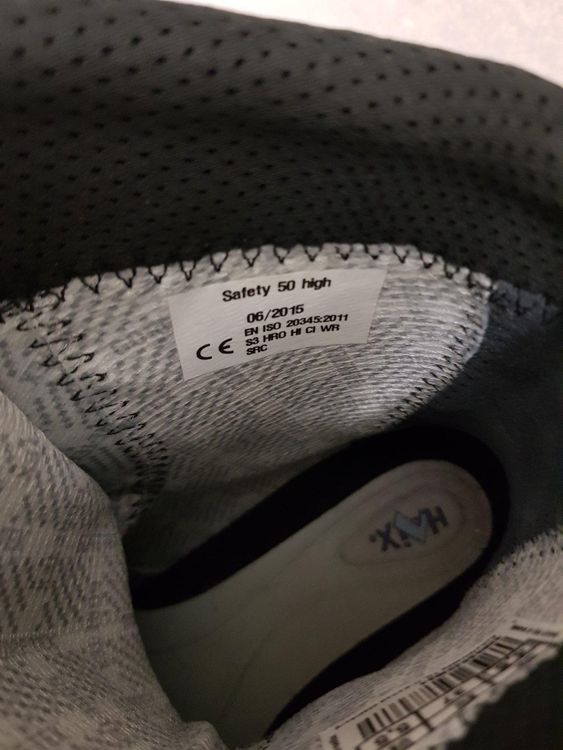 Safety 50 high
06/2015
EN ISO 20345:2011
S3 HRO HI CI WR
SRC
CE
HAIX.